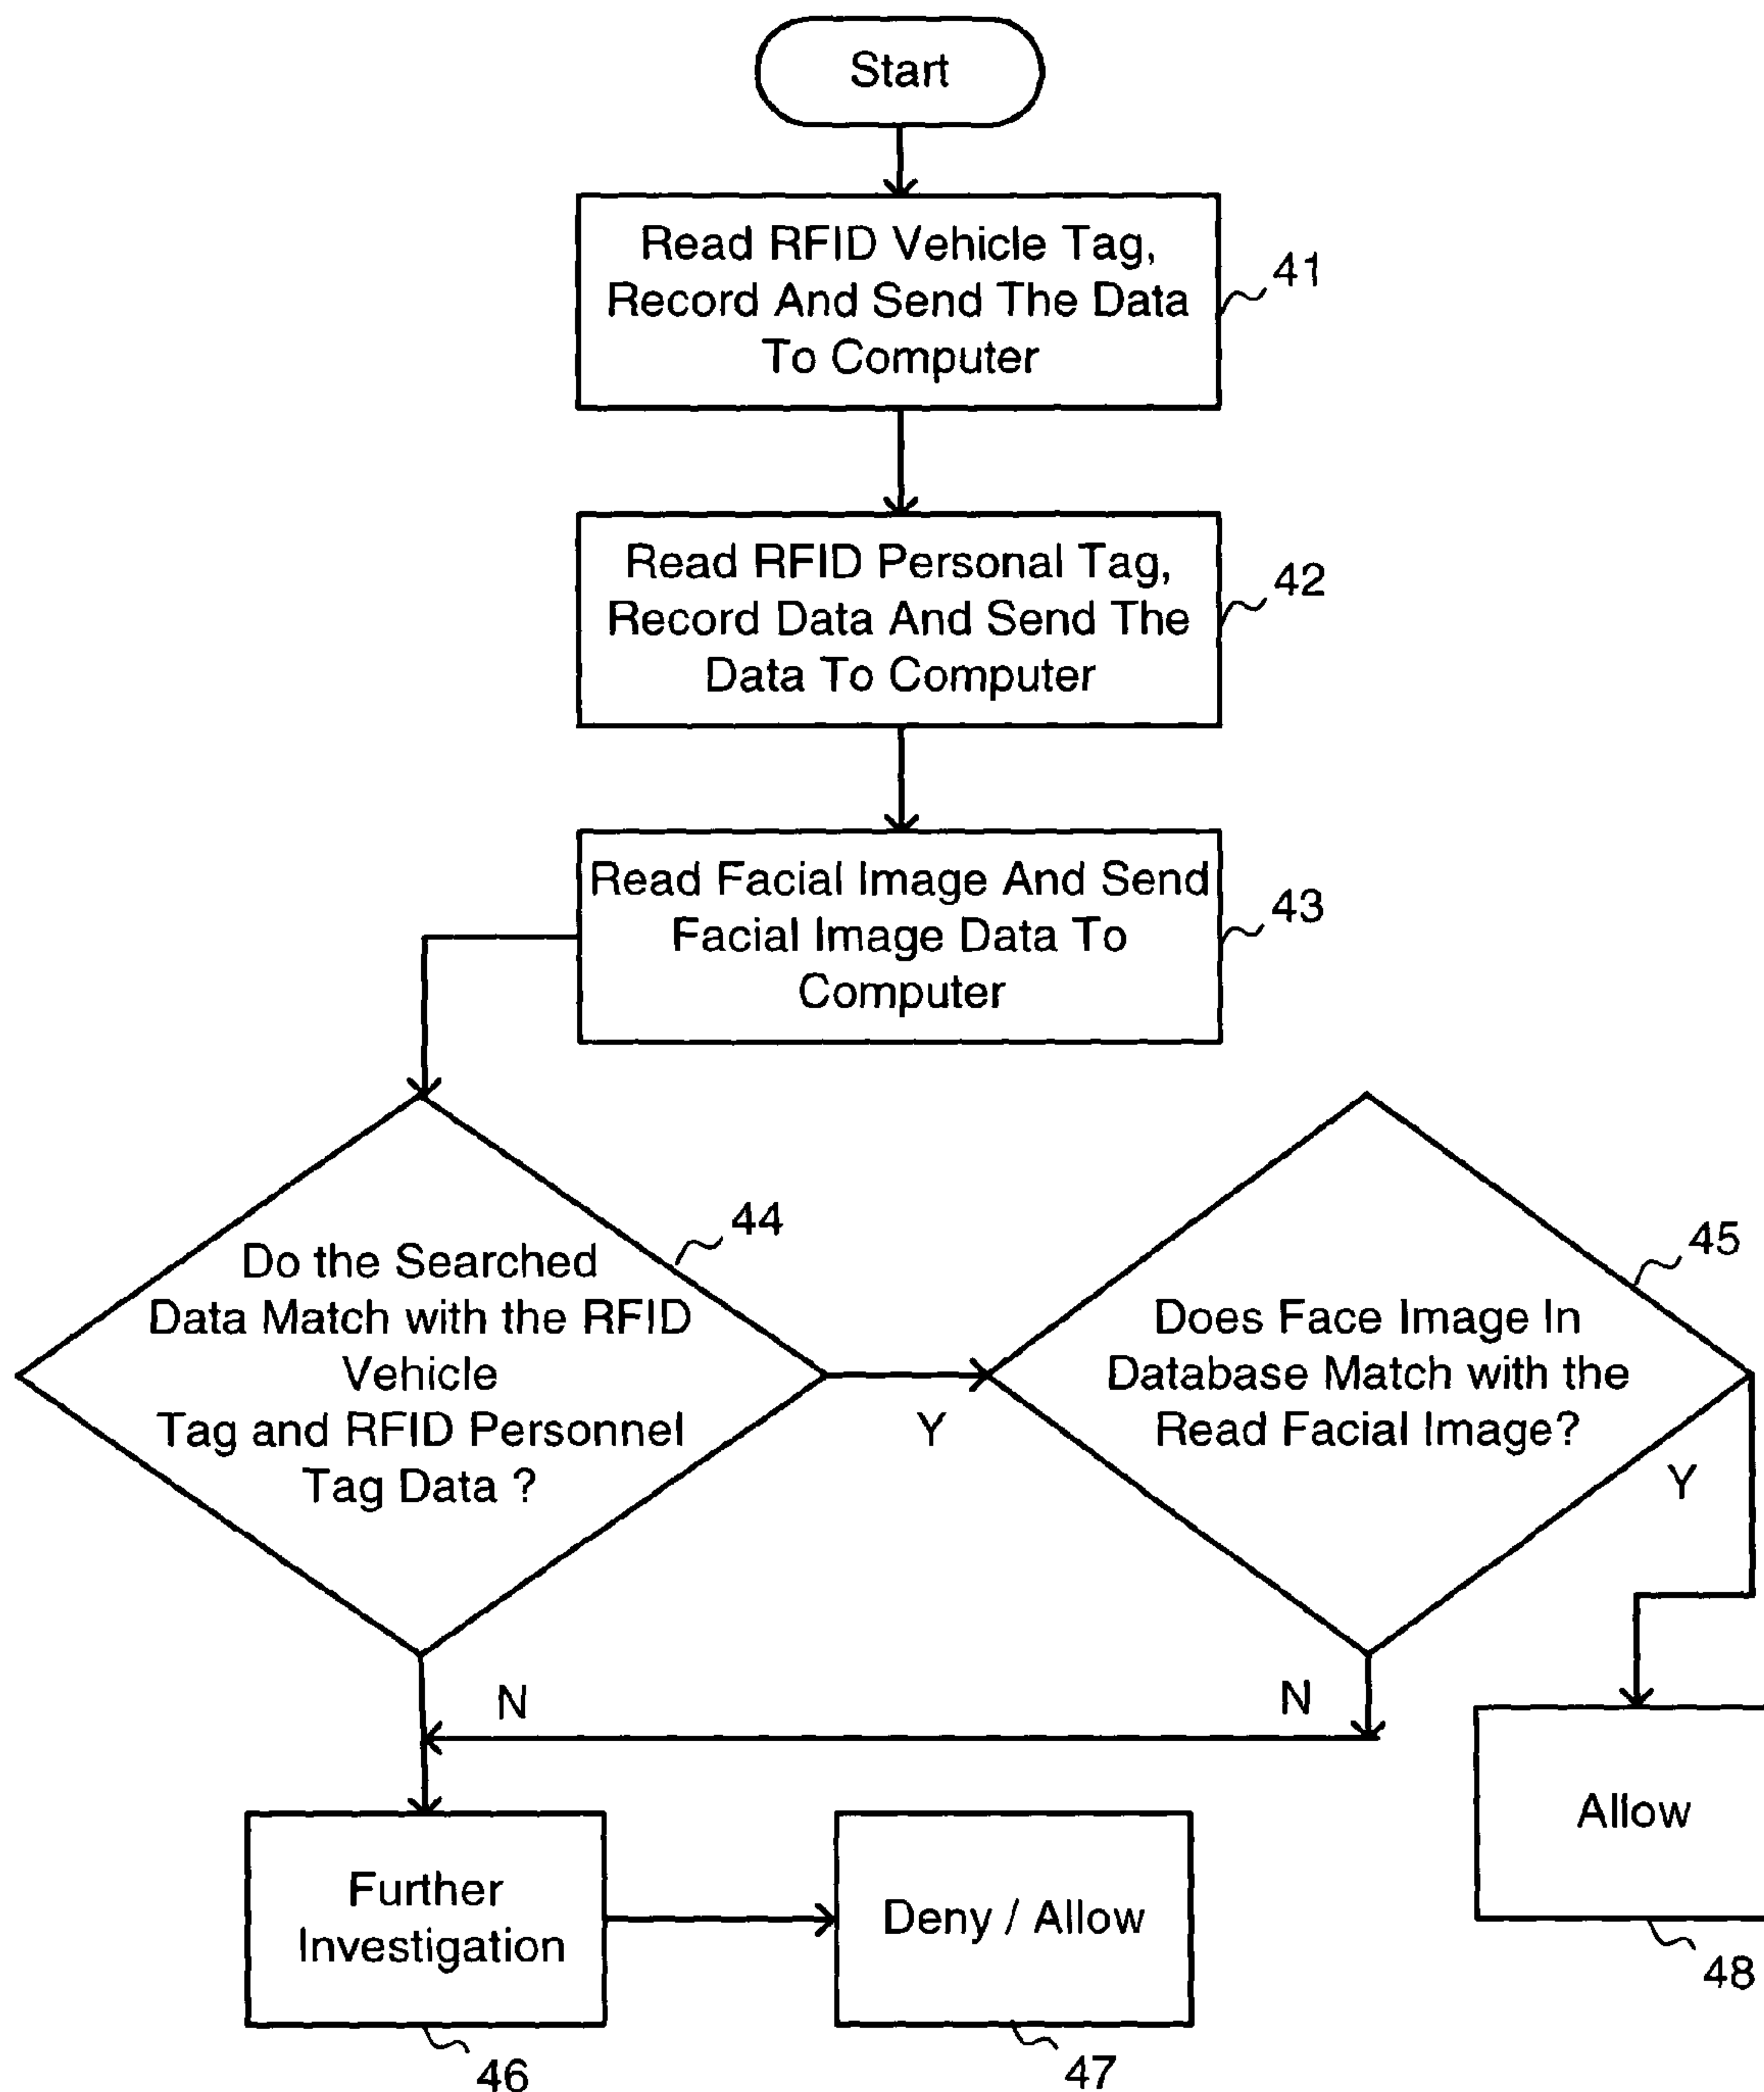 Start
Read RFID Vehicle Tag,
Record And Send The Data
To Computer
41
Read RFID Personal Tag,
Record Data And Send The
Data To Computer
42
Read Facial Image And Send
Facial Image Data To
Computer
43
Do the Searched
Data Match with the RFID
Vehicle
Tag and RFID Personnel
Tag Data ?
44
Y
Does Face Image In
Database Match with the
Read Facial Image?
45
Y
N
N
Further
Investigation
46
Deny / Allow
47
Allow
48